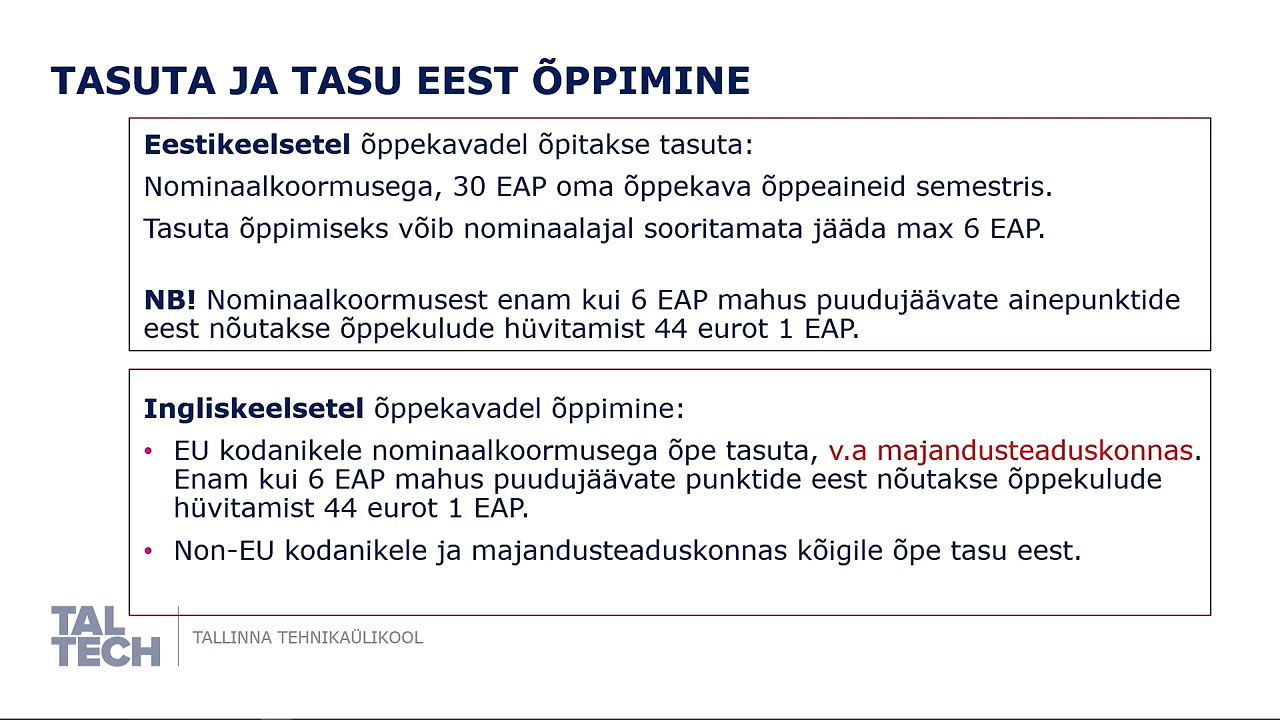 TASUTA JA TASU EEST ÕPPIMINE
Eestikeelsetel õppekavadel õpitakse tasuta:
Nominaalkoormusega, 30 EAP oma õppekava õppeaineid semestris.
Tasuta õppimiseks võib nominaalajal sooritamata jääda max 6 EAP.
NB! Nominaalkoormusest enam kui 6 EAP mahus puudujäävate ainepunktide
eest nõutakse õppekulude hüvitamist 44 eurot 1 EAP.
Ingliskeelsetel õppekavadel õppimine:
• EU kodanikele nominaalkoormusega õpe tasuta, v.a majandusteaduskonnas.
Enam kui 6 EAP mahus puudujäävate punktide eest nõutakse õppekulude
hüvitamist 44 eurot 1 EAP.
• Non-EU kodanikele ja majandusteaduskonnas kõigile õpe tasu eest.
TAL
TECH
TALLINNA TEHNIKAÜLIKOOL